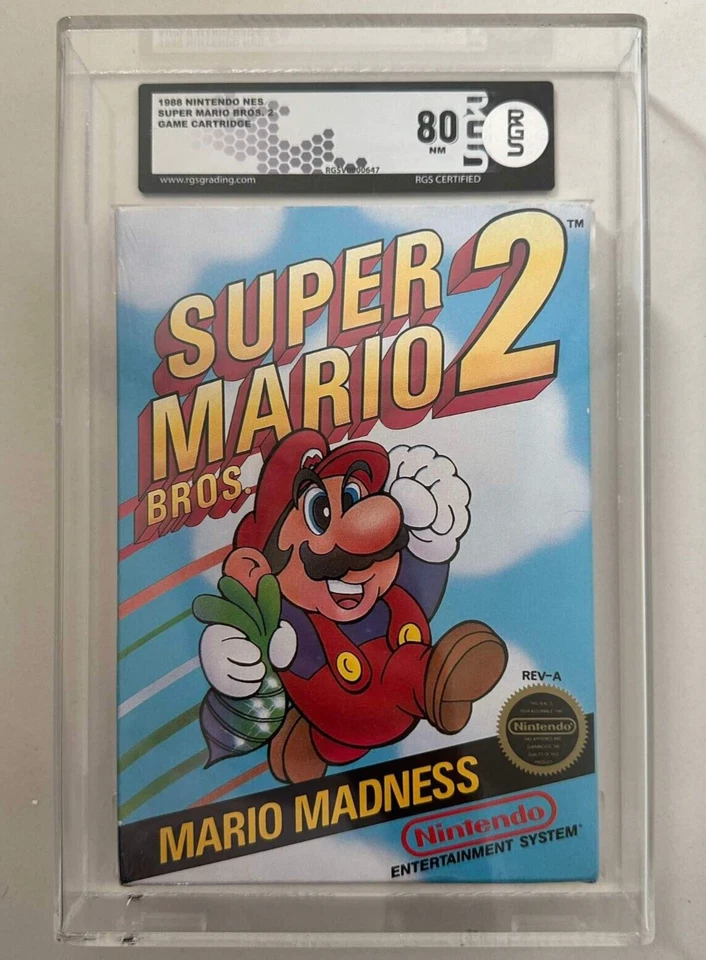 1988 NINTENDO NES
SUPER MARIO BROS. 2
GAME CARTRIDGE
80
NM
RGS
www.rgsgrading.com
RGS CERTIFIED
SUPER
MARIO
BROS.
2
TM
REV-A
Nintendo
MARIO MADNESS
Nintendo
ENTERTAINMENT SYSTEM